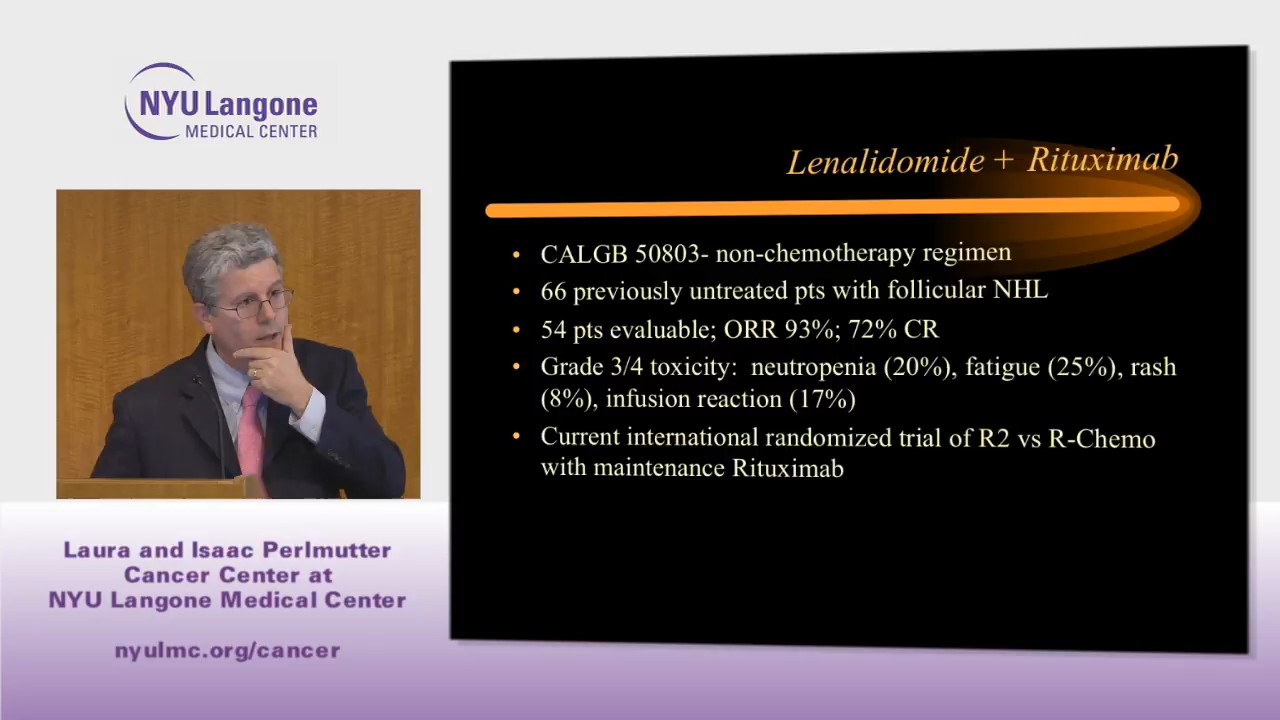 NYU Langone
MEDICAL CENTER
Lenalidomide + Rituximab
• CALGB 50803- non-chemotherapy regimen
• 66 previously untreated pts with follicular NHL
• 54 pts evaluable; ORR 93%; 72% CR
• Grade 3/4 toxicity: neutropenia (20%), fatigue (25%), rash
(8%), infusion reaction (17%)
• Current international randomized trial of R2 vs R-Chemo
with maintenance Rituximab
Laura and Isaac Perlmutter
Cancer Center at
NYU Langone Medical Center
nyulmc.org/cancer